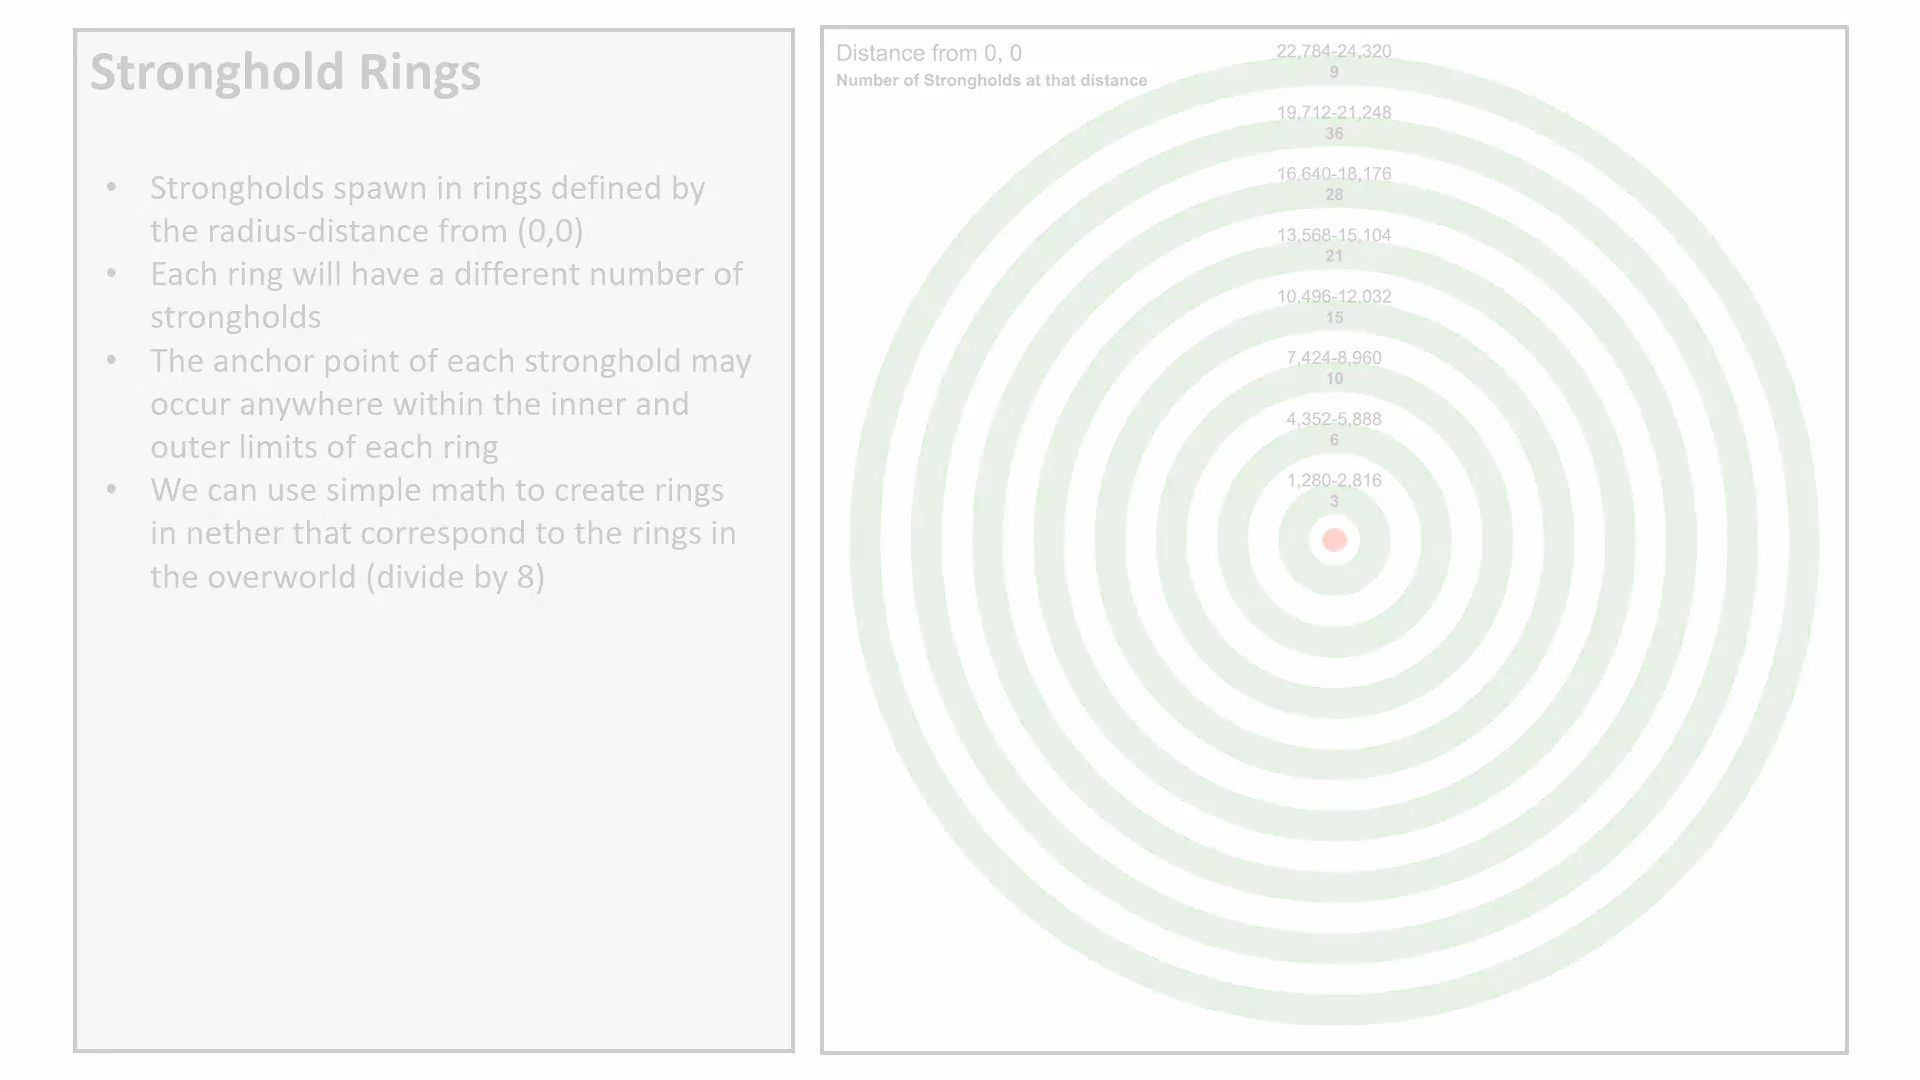 Stronghold Rings
• Strongholds spawn in rings defined by
the radius-distance from (0,0)
• Each ring will have a different number of
strongholds
• The anchor point of each stronghold may
occur anywhere within the inner and
outer limits of each ring
• We can use simple math to create rings
in nether that correspond to the rings in
the overworld (divide by 8)
Distance from 0, 0
Number of Strongholds at that distance
22,784-24,320
9
19,712-21,248
36
16,640-18,176
28
13,568-15,104
21
10,496-12,032
15
7,424-8,960
10
4,352-5,888
6
1,280-2,816
3